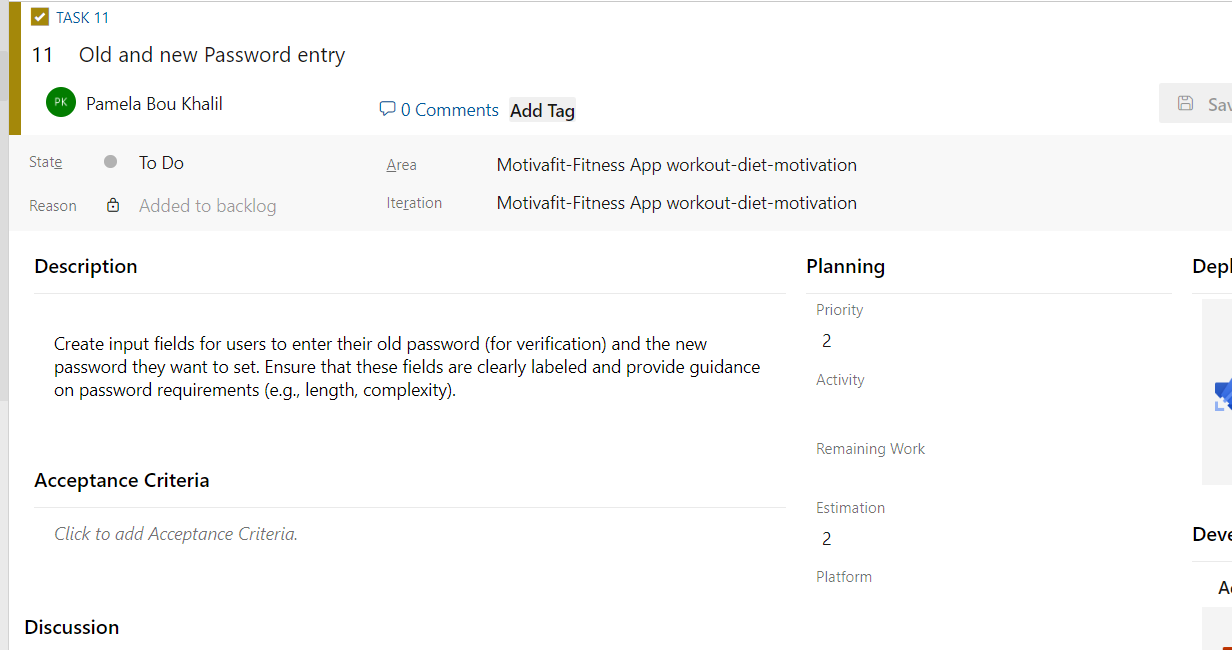 TASK 11
11 Old and new Password entry
PK Pamela Bou Khalil
0 Comments Add Tag
State To Do
Area Motivafit-Fitness App workout-diet-motivation
Reason Added to backlog
Iteration Motivafit-Fitness App workout-diet-motivation
Description
Create input fields for users to enter their old password (for verification) and the new
password they want to set. Ensure that these fields are clearly labeled and provide guidance
on password requirements (e.g., length, complexity).
Acceptance Criteria
Click to add Acceptance Criteria.
Discussion
Planning
Priority
2
Activity
Remaining Work
Estimation
2
Platform